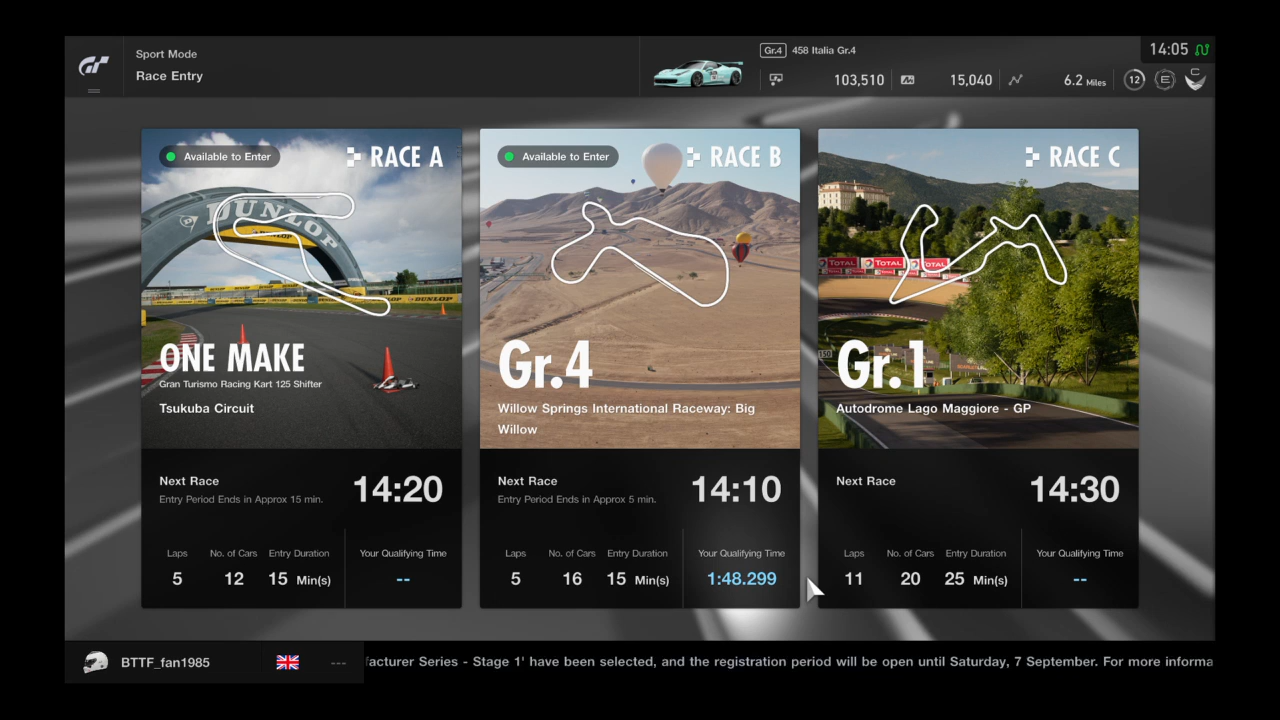 Sport Mode
Race Entry
Gr.4 458 Italia Gr.4
103,510
15,040
6.2 Miles
12
E
C
14:05
Available to Enter
RACE A
DUNLOP
DUNLOP
ONE MAKE
Gran Turismo Racing Kart 125 Shifter
Tsukuba Circuit
Next Race
Entry Period Ends in Approx 15 min.
14:20
Laps No. of Cars Entry Duration Your Qualifying Time
5 12 15 Min(s) --
Available to Enter
RACE B
Gr.4
Willow Springs International Raceway: Big
Willow
Next Race
Entry Period Ends in Approx 5 min.
14:10
Laps No. of Cars Entry Duration Your Qualifying Time
5 16 15 Min(s) 1:48.299
RACE C
TOTAL TOTAL TOTAL
150
Gr.1
Autodrome Lago Maggiore - GP
Next Race
14:30
Laps No. of Cars Entry Duration Your Qualifying Time
11 20 25 Min(s) --
BTTF_fan1985
---
facturer Series - Stage 1' have been selected, and the registration period will be open until Saturday, 7 September. For more informa